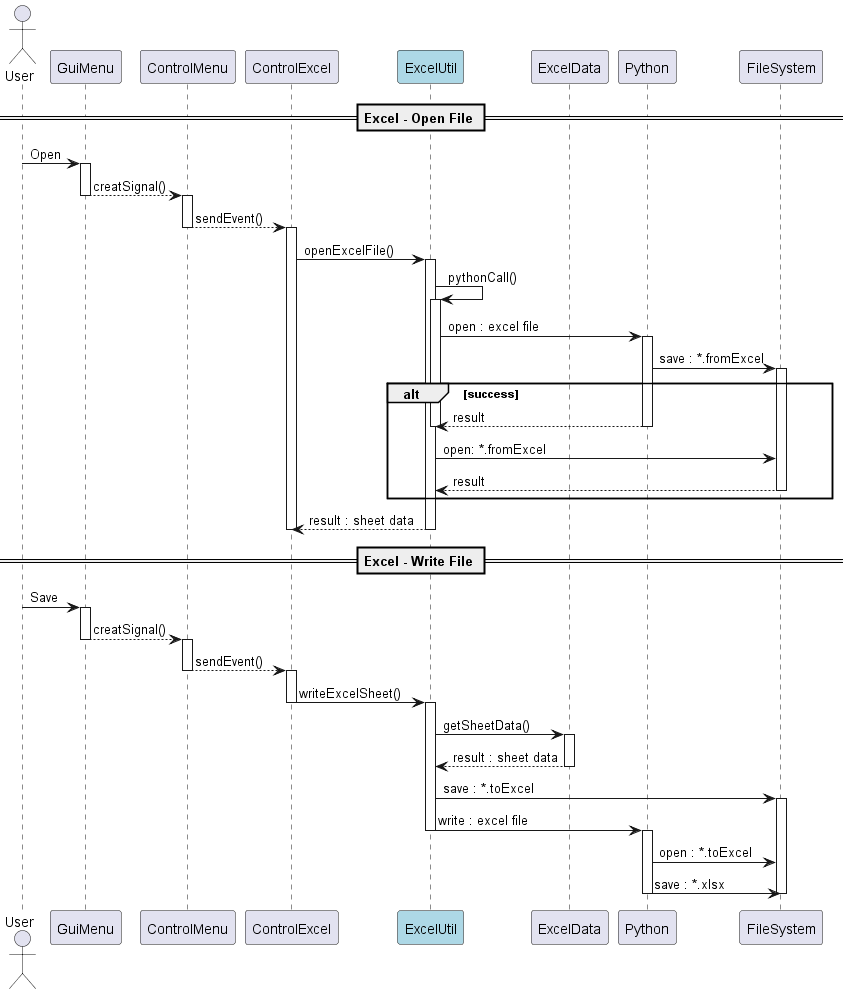 User
GuiMenu
ControlMenu
ControlExcel
ExcelUtil
ExcelData
Python
FileSystem
Excel - Open File
Open
creatSignal()
sendEvent()
openExcelFile()
pythonCall()
open : excel file
save : *.fromExcel
alt
[success]
result
open: *.fromExcel
result
result : sheet data
Excel - Write File
Save
creatSignal()
sendEvent()
writeExcelSheet()
getSheetData()
result : sheet data
save : *.toExcel
write : excel file
open : *.toExcel
save : *.xlsx
User
GuiMenu
ControlMenu
ControlExcel
ExcelUtil
ExcelData
Python
FileSystem